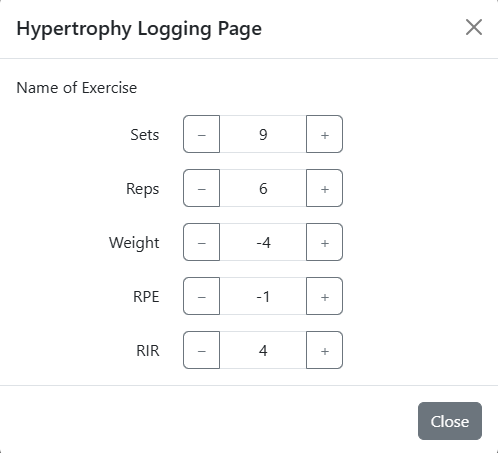 Hypertrophy Logging Page
Name of Exercise
Sets – 9 +
Reps – 6 +
Weight – -4 +
RPE – -1 +
RIR – 4 +
Close